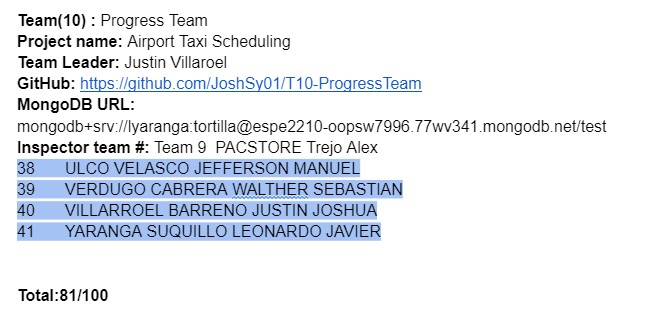 Team(10) : Progress Team
Project name: Airport Taxi Scheduling
Team Leader: Justin Villaroel
GitHub: https://github.com/JoshSy01/T10-ProgressTeam
MongoDB URL:
mongodb+srv://lyaranga:tortilla@espe2210-oopsw7996.77wv341.mongodb.net/test
Inspector team #: Team 9  PACSTORE Trejo Alex
38 ULCO VELASCO JEFFERSON MANUEL
39 VERDUGO CABRERA WALTHER SEBASTIAN
40 VILLARROEL BARRENO JUSTIN JOSHUA
41 YARANGA SUQUILLO LEONARDO JAVIER
Total:81/100